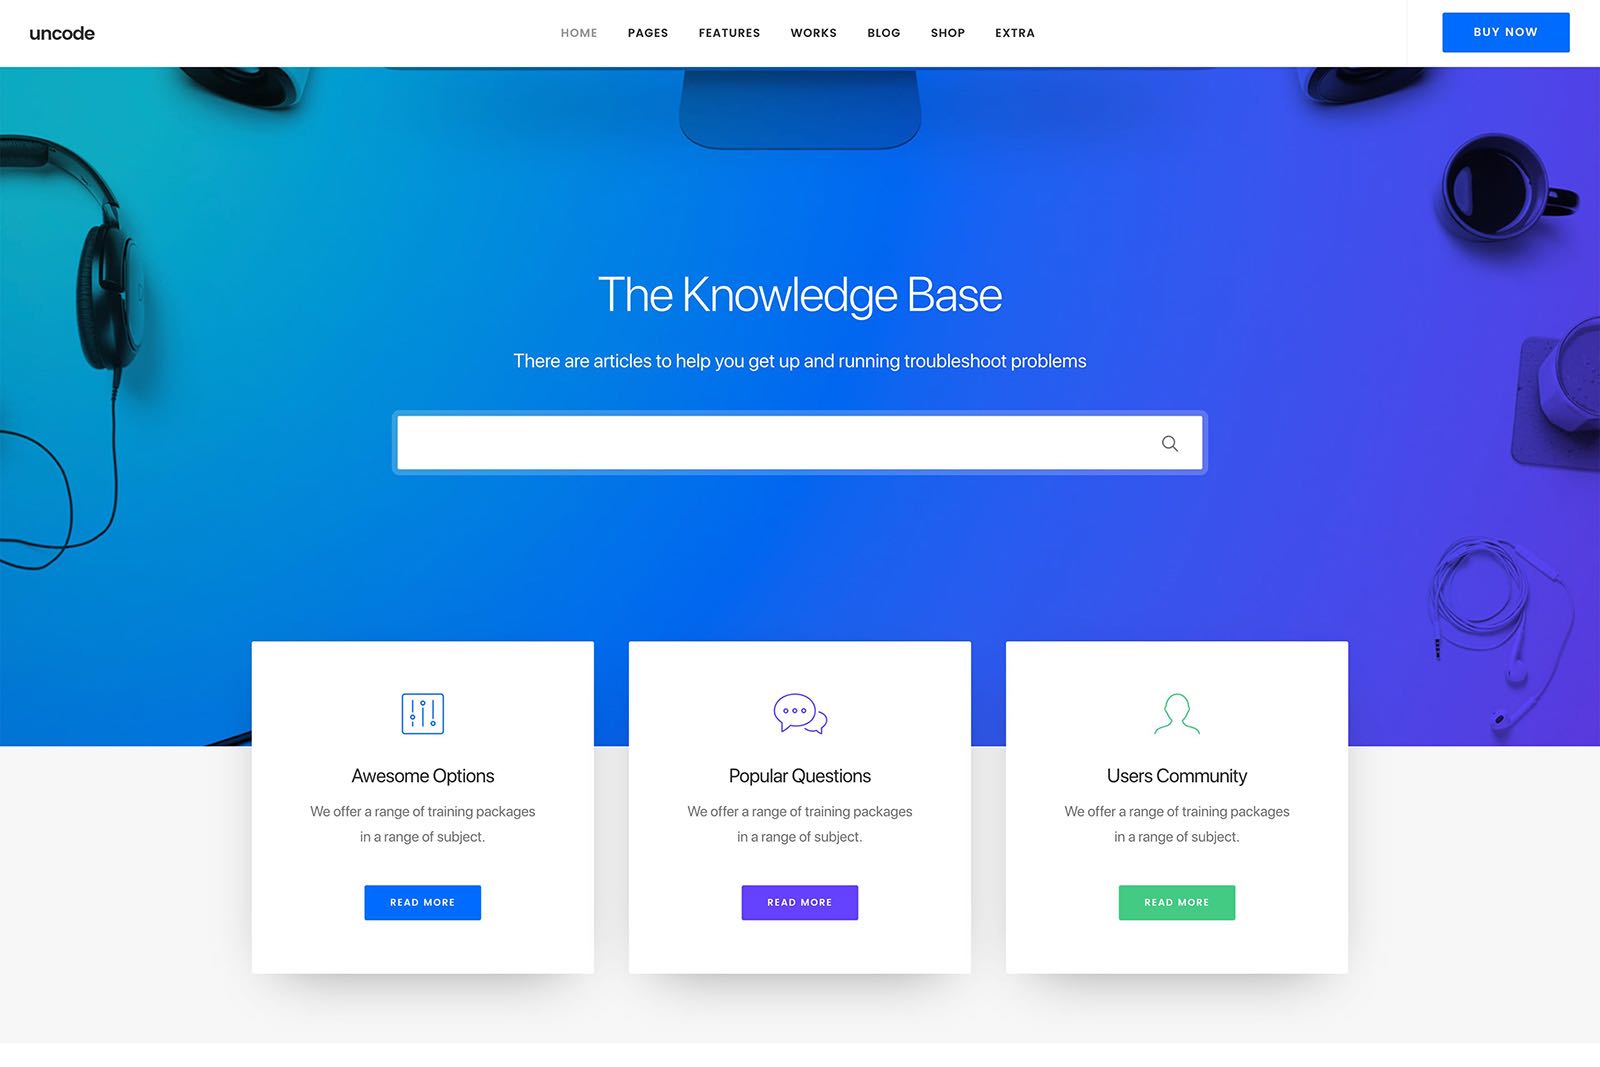 uncode
HOME PAGES FEATURES WORKS BLOG SHOP EXTRA
BUY NOW
The Knowledge Base
There are articles to help you get up and running troubleshoot problems
Awesome Options
We offer a range of training packages
in a range of subject.
READ MORE
Popular Questions
We offer a range of training packages
in a range of subject.
READ MORE
Users Community
We offer a range of training packages
in a range of subject.
READ MORE